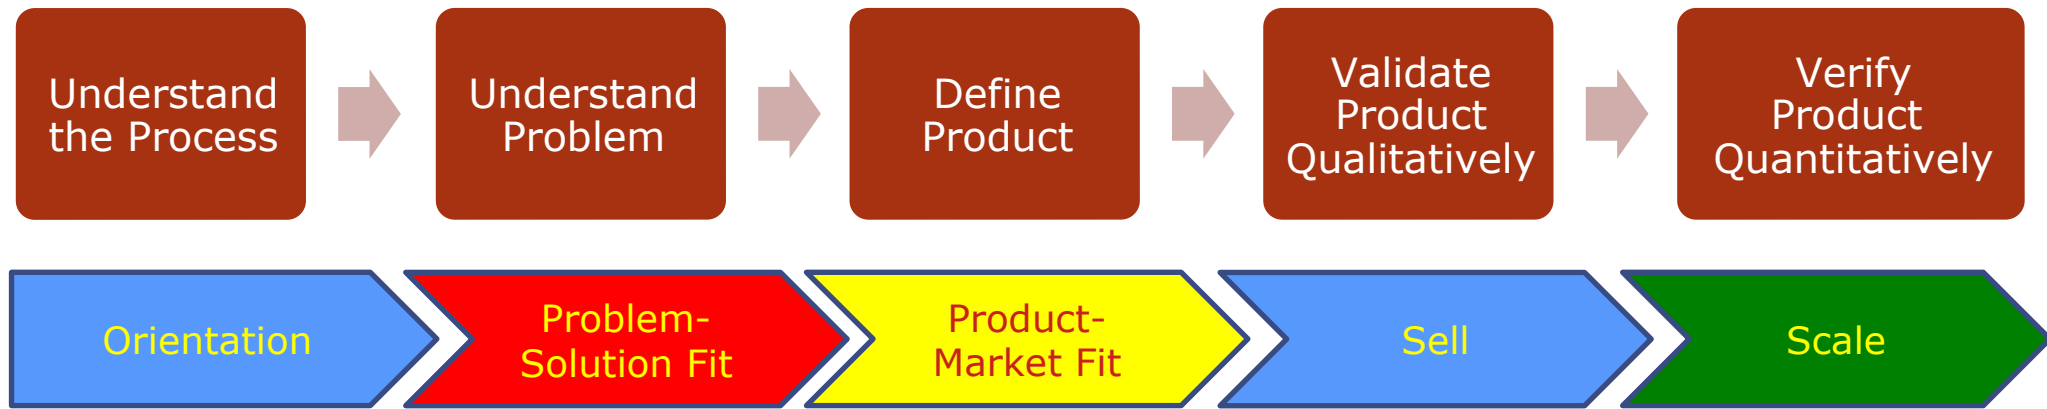 Understand
the Process
Understand
Problem
Define
Product
Validate
Product
Qualitatively
Verify
Product
Quantitatively
Orientation
Problem-
Solution Fit
Product-
Market Fit
Sell
Scale